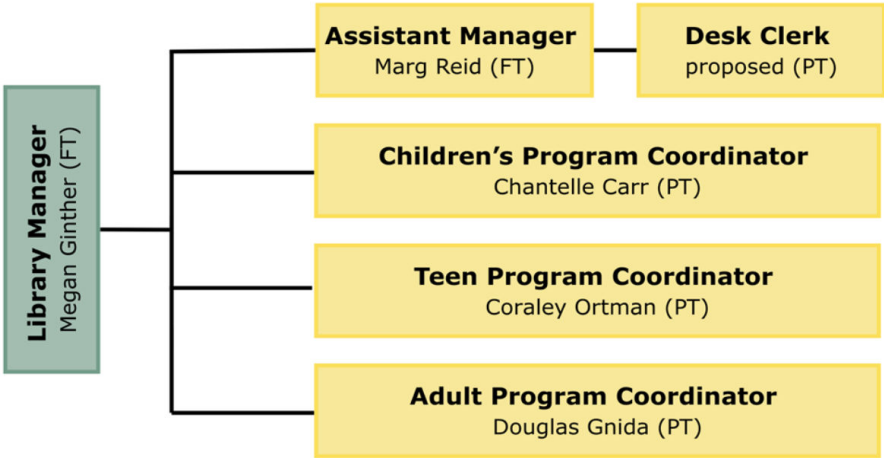 Library Manager
Megan Ginther (FT)
Assistant Manager
Marg Reid (FT)
Desk Clerk
proposed (PT)
Children’s Program Coordinator
Chantelle Carr (PT)
Teen Program Coordinator
Coraley Ortman (PT)
Adult Program Coordinator
Douglas Gnida (PT)